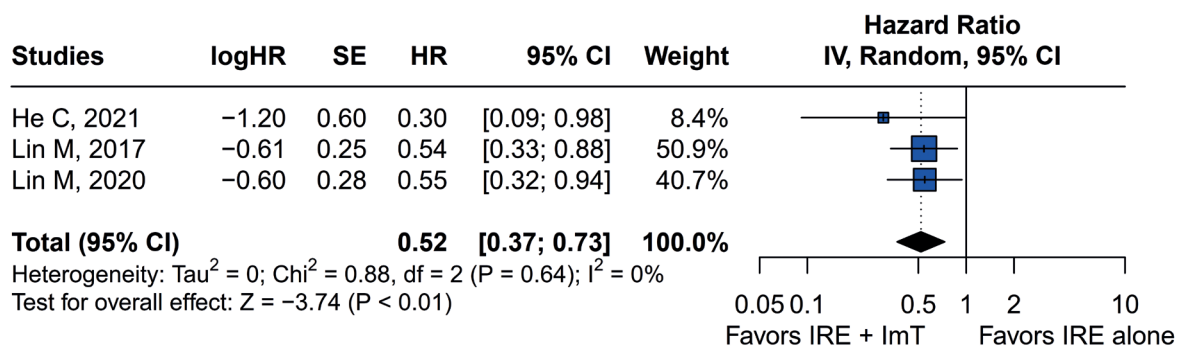 Hazard Ratio
Studies logHR SE HR 95% CI Weight IV, Random, 95% CI
He C, 2021 −1.20 0.60 0.30 [0.09; 0.98] 8.4%
Lin M, 2017 −0.61 0.25 0.54 [0.33; 0.88] 50.9%
Lin M, 2020 −0.60 0.28 0.55 [0.32; 0.94] 40.7%
Total (95% CI) 0.52 [0.37; 0.73] 100.0%
Heterogeneity: Tau² = 0; Chi² = 0.88, df = 2 (P = 0.64); I² = 0%
Test for overall effect: Z = −3.74 (P < 0.01)
0.05 0.1 0.5 1 2 10
Favors IRE + ImT Favors IRE alone